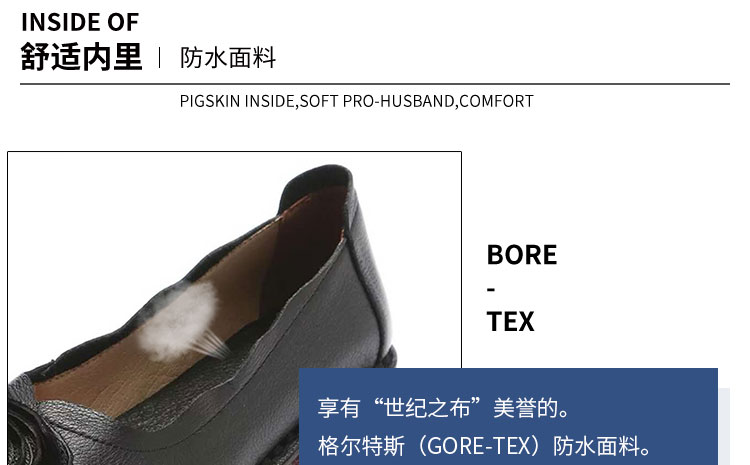 INSIDE OF
舒适内里｜防水面料
PIGSKIN INSIDE,SOFT PRO-HUSBAND,COMFORT
BORE
-
TEX
享有“世纪之布”美誉的。
格尔特斯（GORE-TEX）防水面料。